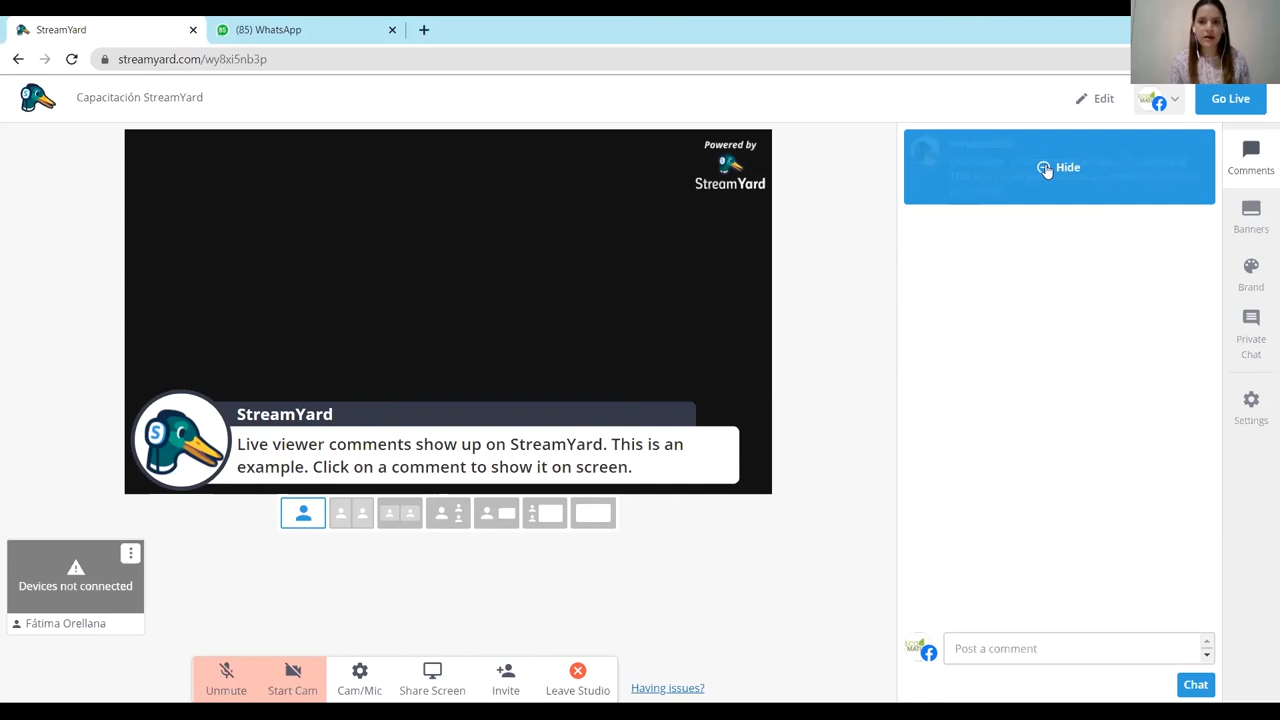 StreamYard
(85) WhatsApp
streamyard.com/wy8xi5nb3p
Capacitación StreamYard
Edit
Go Live
Powered by
StreamYard
Hide
Comments
Banners
Brand
Private
Chat
Settings
StreamYard
Live viewer comments show up on StreamYard. This is an
example. Click on a comment to show it on screen.
Devices not connected
Fátima Orellana
Post a comment
Chat
Unmute
Start Cam
Cam/Mic
Share Screen
Invite
Leave Studio
Having issues?